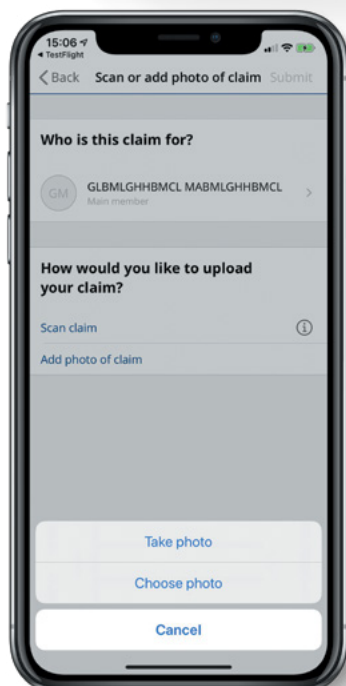 15:06
TestFlight
Back Scan or add photo of claim Submit
Who is this claim for?
GM
GLBMLGHHBMCL MABMLGHHBMCL
Main member
How would you like to upload
your claim?
Scan claim
Add photo of claim
Take photo
Choose photo
Cancel